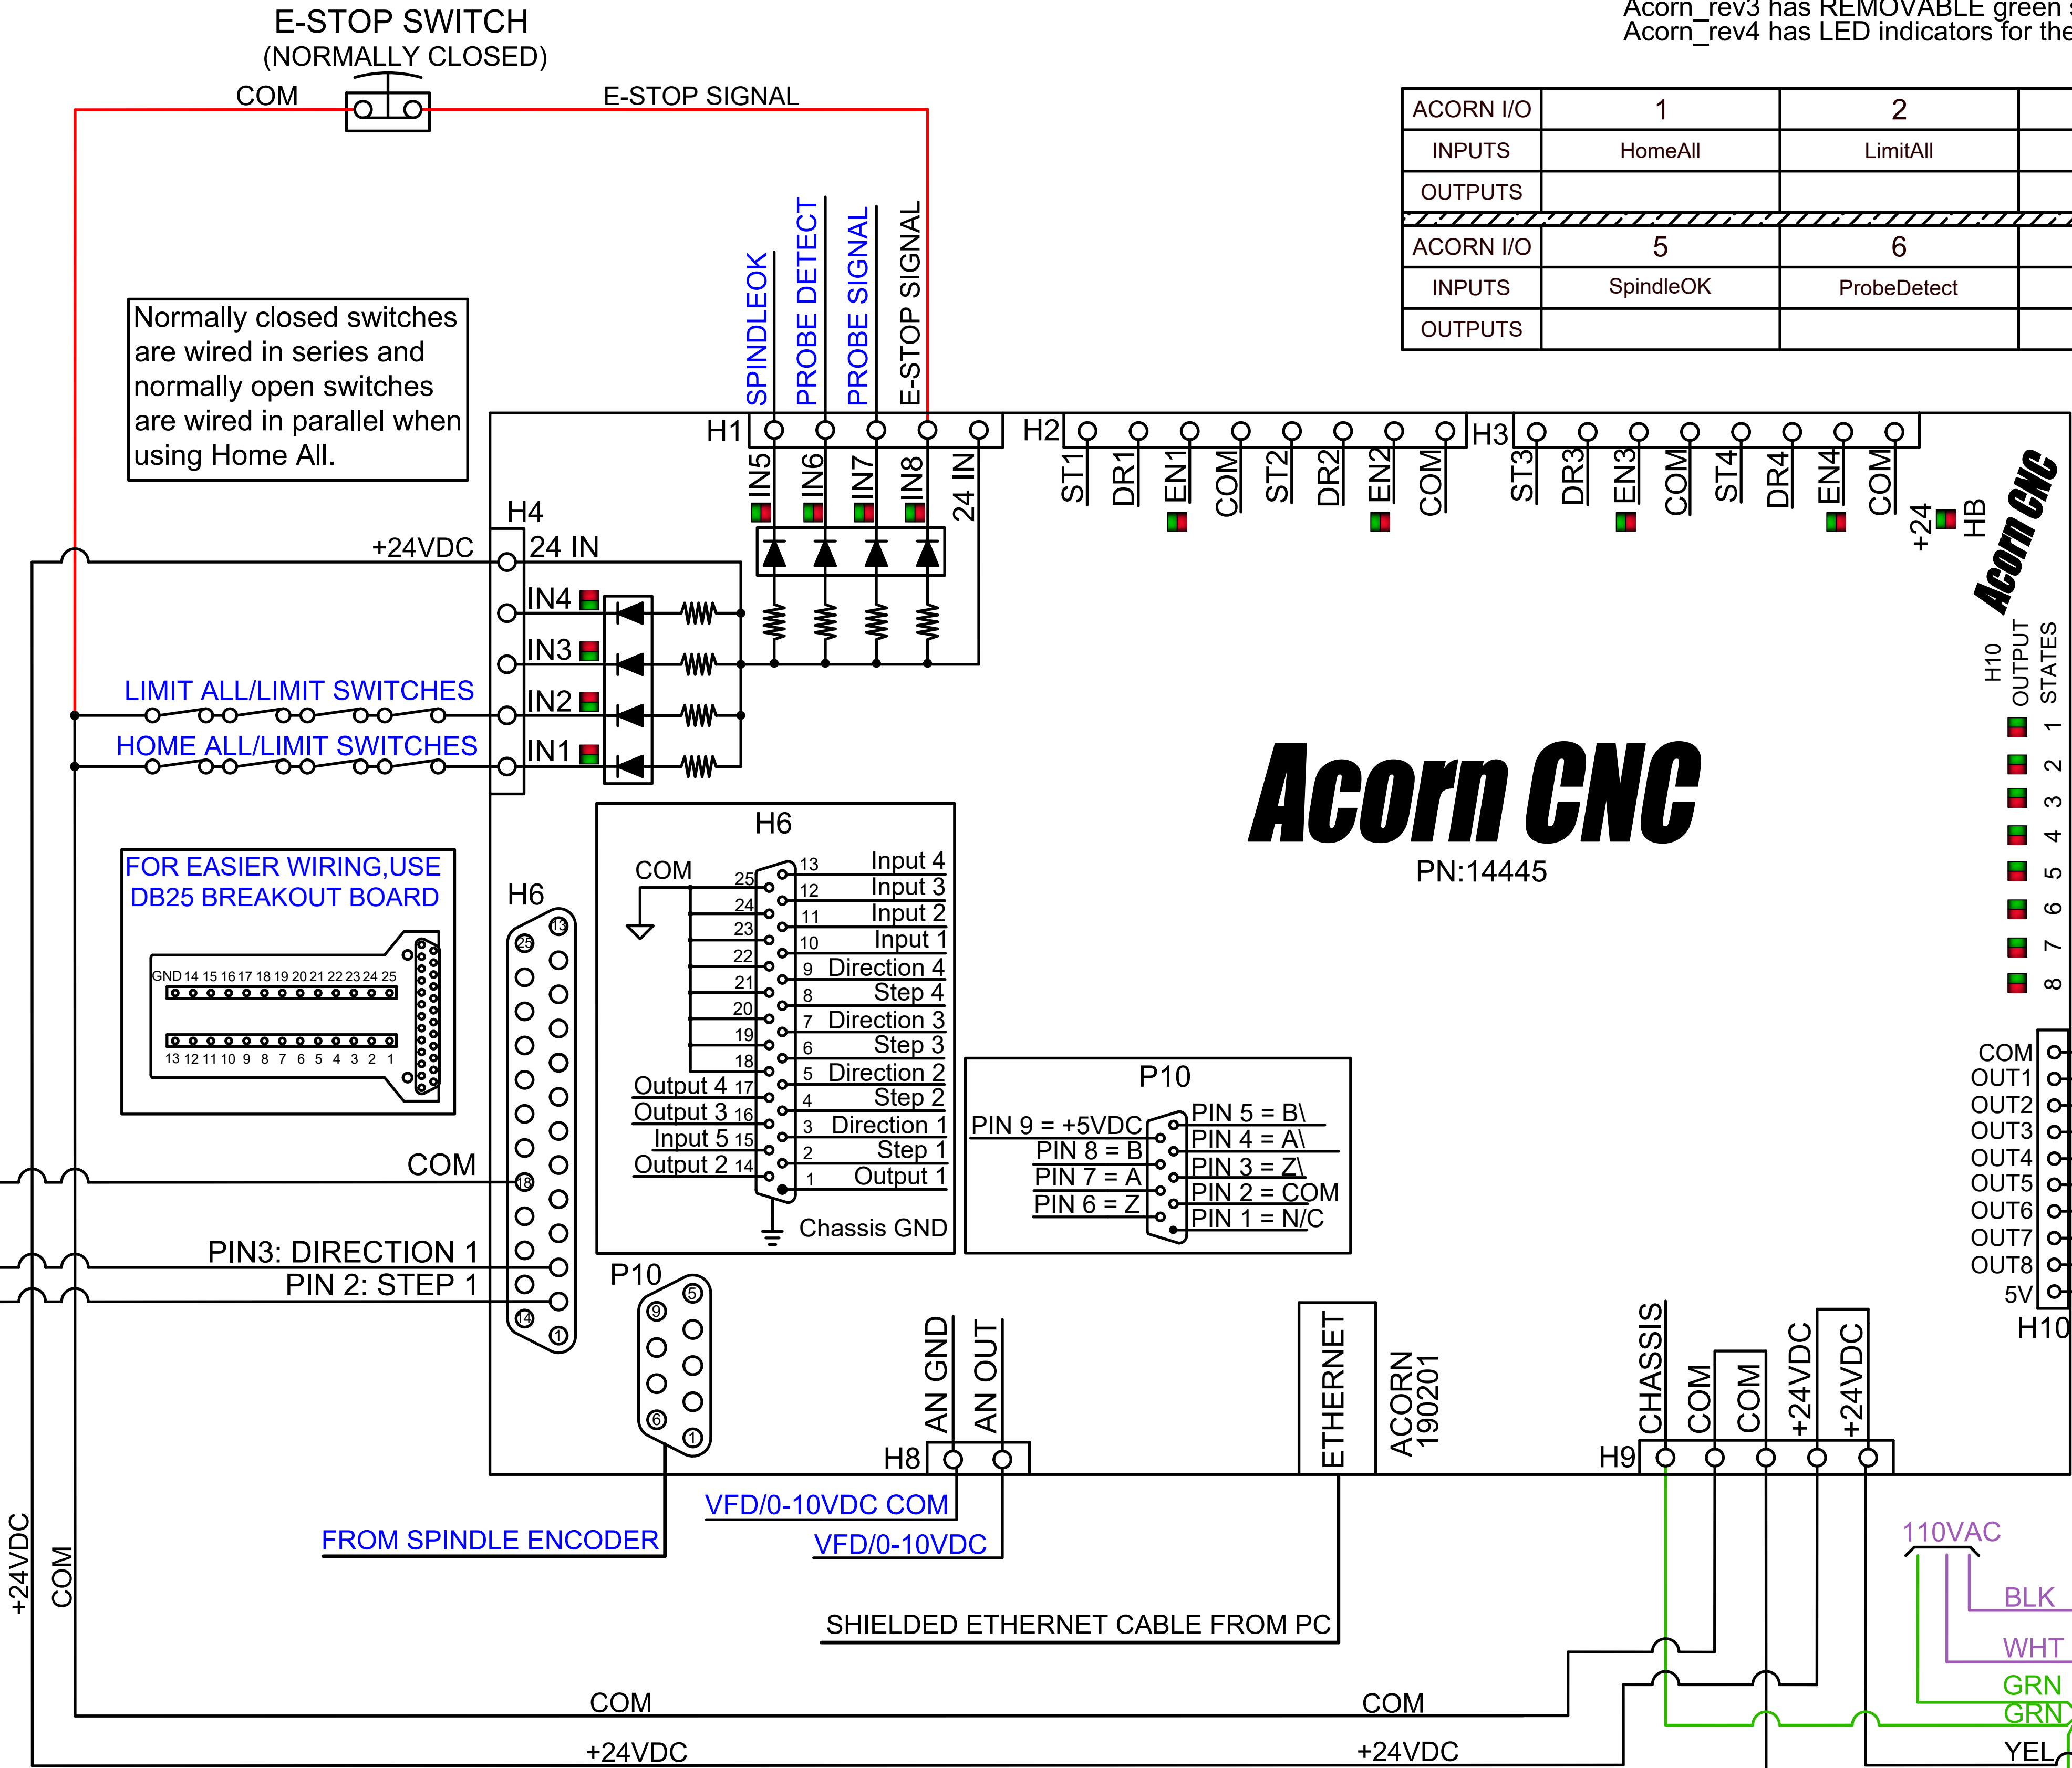 E-STOP SWITCH
(NORMALLY CLOSED)
COM
E-STOP SIGNAL
Acorn_rev3 has REMOVABLE green
Acorn_rev4 has LED indicators for the
ACORN I/O 1 2
INPUTS HomeAll LimitAll
OUTPUTS
ACORN I/O 5 6
INPUTS SpindleOK ProbeDetect
OUTPUTS
Normally closed switches
are wired in series and
normally open switches
are wired in parallel when
using Home All.
SPINDLEOK
PROBE DETECT
PROBE SIGNAL
E-STOP SIGNAL
H1
IN5
IN6
IN7
IN8
24 IN
H2
ST1
DR1
EN1
COM
ST2
DR2
EN2
COM
H3
ST3
DR3
EN3
COM
ST4
DR4
EN4
COM
+24
HB
Acorn CNC
H4
+24VDC
24 IN
IN4
IN3
IN2
IN1
LIMIT ALL/LIMIT SWITCHES
HOME ALL/LIMIT SWITCHES
H10
OUTPUT
STATES
1
2
3
4
5
6
7
8
Acorn CNC
PN:14445
FOR EASIER WIRING,USE
DB25 BREAKOUT BOARD
GND 14 15 16 17 18 19 20 21 22 23 24 25
13 12 11 10 9 8 7 6 5 4 3 2 1
H6
13
25
18
14
1
H6
COM
25
24
23
22
21
20
19
18
Output 4 17
Output 3 16
Input 5 15
Output 2 14
13 Input 4
12 Input 3
11 Input 2
10 Input 1
9 Direction 4
8 Step 4
7 Direction 3
6 Step 3
5 Direction 2
4 Step 2
3 Direction 1
2 Step 1
1 Output 1
Chassis GND
P10
PIN 9 = +5VDC
PIN 8 = B
PIN 7 = A
PIN 6 = Z
PIN 5 = B\
PIN 4 = A\
PIN 3 = Z\
PIN 2 = COM
PIN 1 = N/C
COM
OUT1
OUT2
OUT3
OUT4
OUT5
OUT6
OUT7
OUT8
5V
H10
COM
PIN3: DIRECTION 1
PIN 2: STEP 1
P10
5
9
6
1
AN GND
AN OUT
H8
ETHERNET
ACORN
190201
CHASSIS
COM
COM
+24VDC
+24VDC
H9
VFD/0-10VDC COM
VFD/0-10VDC
FROM SPINDLE ENCODER
SHIELDED ETHERNET CABLE FROM PC
110VAC
BLK
WHT
GRN
GRN
YEL
+24VDC
COM
COM
COM
+24VDC
+24VDC